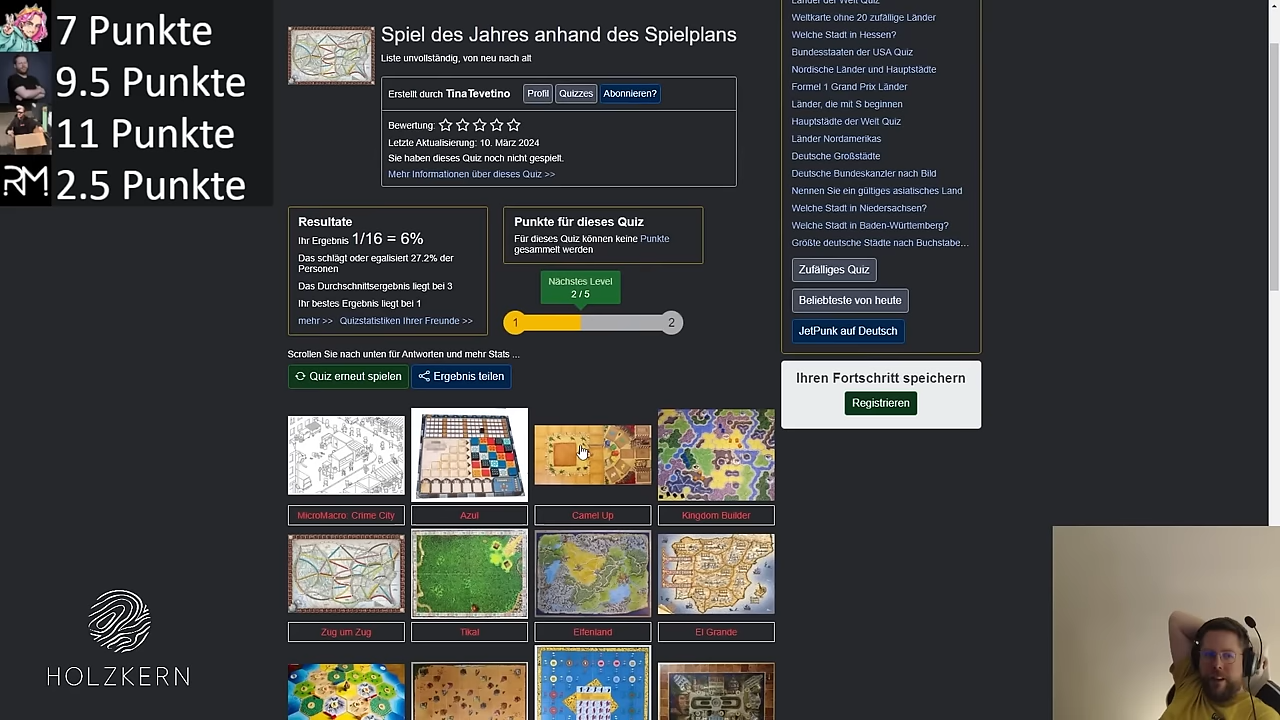 7 Punkte
9.5 Punkte
11 Punkte
RM
2.5 Punkte
HOLZKERN
Spiel des Jahres anhand des Spielplans
Liste unvollständig, von neu nach alt
Erstellt durch TinaTevetino Profil Quizzes Abonnieren?
Bewertung:
Letzte Aktualisierung: 10. März 2024
Sie haben dieses Quiz noch nicht gespielt.
Mehr Informationen über dieses Quiz >>
Resultate
Ihr Ergebnis 1/16 = 6%
Das schlägt oder egalisiert 27.2% der
Personen
Das Durchschnittsergebnis liegt bei 3
Ihr bestes Ergebnis liegt bei 1
mehr >> Quizstatistiken Ihrer Freunde >>
Punkte für dieses Quiz
Für dieses Quiz können keine Punkte
gesammelt werden
Nächstes Level
2 / 5
1 2
Scrollen Sie nach unten für Antworten und mehr Stats ...
Quiz erneut spielen Ergebnis teilen
MicroMacro: Crime City Azul Camel Up Kingdom Builder
Zug um Zug Tikal Elfenland El Grande
Länder der Welt Quiz
Weltkarte ohne 20 zufällige Länder
Welche Stadt in Hessen?
Bundesstaaten der USA Quiz
Nordische Länder und Hauptstädte
Formel 1 Grand Prix Länder
Länder, die mit S beginnen
Hauptstädte der Welt Quiz
Länder Nordamerikas
Deutsche Großstädte
Deutsche Bundeskanzler nach Bild
Nennen Sie ein gültiges asiatisches Land
Welche Stadt in Niedersachsen?
Welche Stadt in Baden-Württemberg?
Größte deutsche Städte nach Buchstabe...
Zufälliges Quiz
Beliebteste von heute
JetPunk auf Deutsch
Ihren Fortschritt speichern
Registrieren